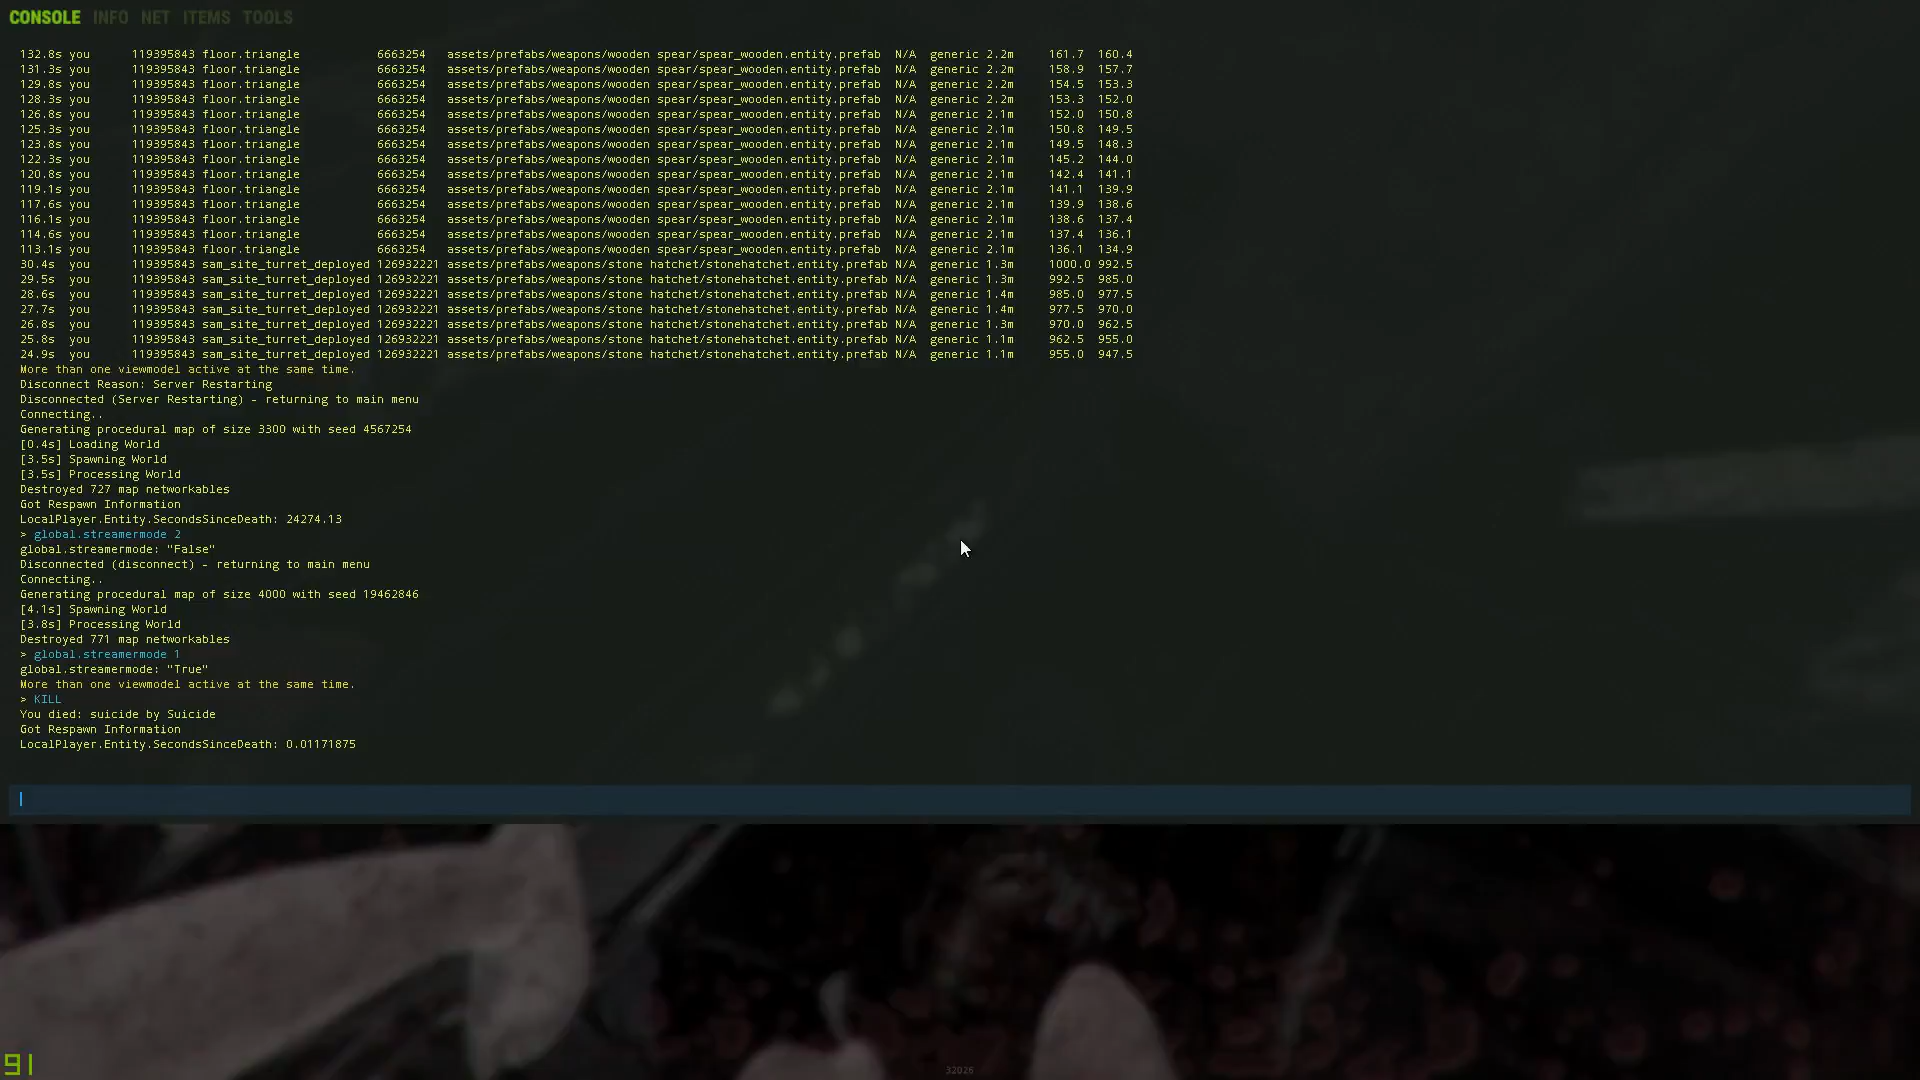 CONSOLE INFO NET ITEMS TOOLS
132.8s you 119395843 floor.triangle 6663254 assets/prefabs/weapons/wooden spear/spear_wooden.entity.prefab N/A generic 2.2m 161.7 160.4
131.3s you 119395843 floor.triangle 6663254 assets/prefabs/weapons/wooden spear/spear_wooden.entity.prefab N/A generic 2.2m 158.9 157.7
129.8s you 119395843 floor.triangle 6663254 assets/prefabs/weapons/wooden spear/spear_wooden.entity.prefab N/A generic 2.2m 154.5 153.3
128.3s you 119395843 floor.triangle 6663254 assets/prefabs/weapons/wooden spear/spear_wooden.entity.prefab N/A generic 2.2m 153.3 152.0
126.8s you 119395843 floor.triangle 6663254 assets/prefabs/weapons/wooden spear/spear_wooden.entity.prefab N/A generic 2.1m 152.0 150.8
125.3s you 119395843 floor.triangle 6663254 assets/prefabs/weapons/wooden spear/spear_wooden.entity.prefab N/A generic 2.1m 150.8 149.5
123.8s you 119395843 floor.triangle 6663254 assets/prefabs/weapons/wooden spear/spear_wooden.entity.prefab N/A generic 2.1m 149.5 148.3
122.3s you 119395843 floor.triangle 6663254 assets/prefabs/weapons/wooden spear/spear_wooden.entity.prefab N/A generic 2.1m 145.2 144.0
120.8s you 119395843 floor.triangle 6663254 assets/prefabs/weapons/wooden spear/spear_wooden.entity.prefab N/A generic 2.1m 142.4 141.1
119.1s you 119395843 floor.triangle 6663254 assets/prefabs/weapons/wooden spear/spear_wooden.entity.prefab N/A generic 2.1m 141.1 139.9
117.6s you 119395843 floor.triangle 6663254 assets/prefabs/weapons/wooden spear/spear_wooden.entity.prefab N/A generic 2.1m 139.9 138.6
116.1s you 119395843 floor.triangle 6663254 assets/prefabs/weapons/wooden spear/spear_wooden.entity.prefab N/A generic 2.1m 138.6 137.4
114.6s you 119395843 floor.triangle 6663254 assets/prefabs/weapons/wooden spear/spear_wooden.entity.prefab N/A generic 2.1m 137.4 136.1
113.1s you 119395843 floor.triangle 6663254 assets/prefabs/weapons/wooden spear/spear_wooden.entity.prefab N/A generic 2.1m 136.1 134.9
30.4s you 119395843 sam_site_turret_deployed 126932221 assets/prefabs/weapons/stone hatchet/stonehatchet.entity.prefab N/A generic 1.3m 1000.0 992.5
29.5s you 119395843 sam_site_turret_deployed 126932221 assets/prefabs/weapons/stone hatchet/stonehatchet.entity.prefab N/A generic 1.3m 992.5 985.0
28.6s you 119395843 sam_site_turret_deployed 126932221 assets/prefabs/weapons/stone hatchet/stonehatchet.entity.prefab N/A generic 1.4m 985.0 977.5
27.7s you 119395843 sam_site_turret_deployed 126932221 assets/prefabs/weapons/stone hatchet/stonehatchet.entity.prefab N/A generic 1.4m 977.5 970.0
26.8s you 119395843 sam_site_turret_deployed 126932221 assets/prefabs/weapons/stone hatchet/stonehatchet.entity.prefab N/A generic 1.3m 970.0 962.5
25.8s you 119395843 sam_site_turret_deployed 126932221 assets/prefabs/weapons/stone hatchet/stonehatchet.entity.prefab N/A generic 1.1m 962.5 955.0
24.9s you 119395843 sam_site_turret_deployed 126932221 assets/prefabs/weapons/stone hatchet/stonehatchet.entity.prefab N/A generic 1.1m 955.0 947.5
More than one viewmodel active at the same time.
Disconnect Reason: Server Restarting
Disconnected (Server Restarting) - returning to main menu
Connecting..
Generating procedural map of size 3300 with seed 4567254
[0.4s] Loading World
[3.5s] Spawning World
[3.5s] Processing World
Destroyed 727 map networkables
Got Respawn Information
LocalPlayer.Entity.SecondsSinceDeath: 24274.13
> global.streamermode 2
global.streamermode: "False"
Disconnected (disconnect) - returning to main menu
Connecting..
Generating procedural map of size 4000 with seed 19462846
[4.1s] Spawning World
[3.8s] Processing World
Destroyed 771 map networkables
> global.streamermode 1
global.streamermode: "True"
More than one viewmodel active at the same time.
> KILL
You died: suicide by Suicide
Got Respawn Information
LocalPlayer.Entity.SecondsSinceDeath: 0.01171875
91
32026